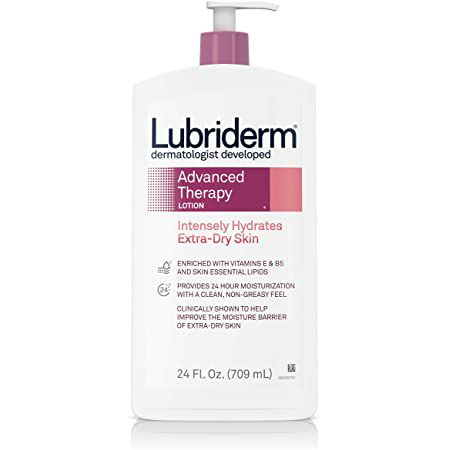 Lubriderm®
dermatologist developed
Advanced
Therapy
LOTION
Intensely Hydrates
Extra-Dry Skin
ENRICHED WITH VITAMINS E & B5
AND SKIN ESSENTIAL LIPIDS
24
PROVIDES 24 HOUR MOISTURIZATION
WITH A CLEAN, NON-GREASY FEEL
CLINICALLY SHOWN TO HELP
IMPROVE THE MOISTURE BARRIER
OF EXTRA-DRY SKIN
24 Fl. Oz. (709 mL)